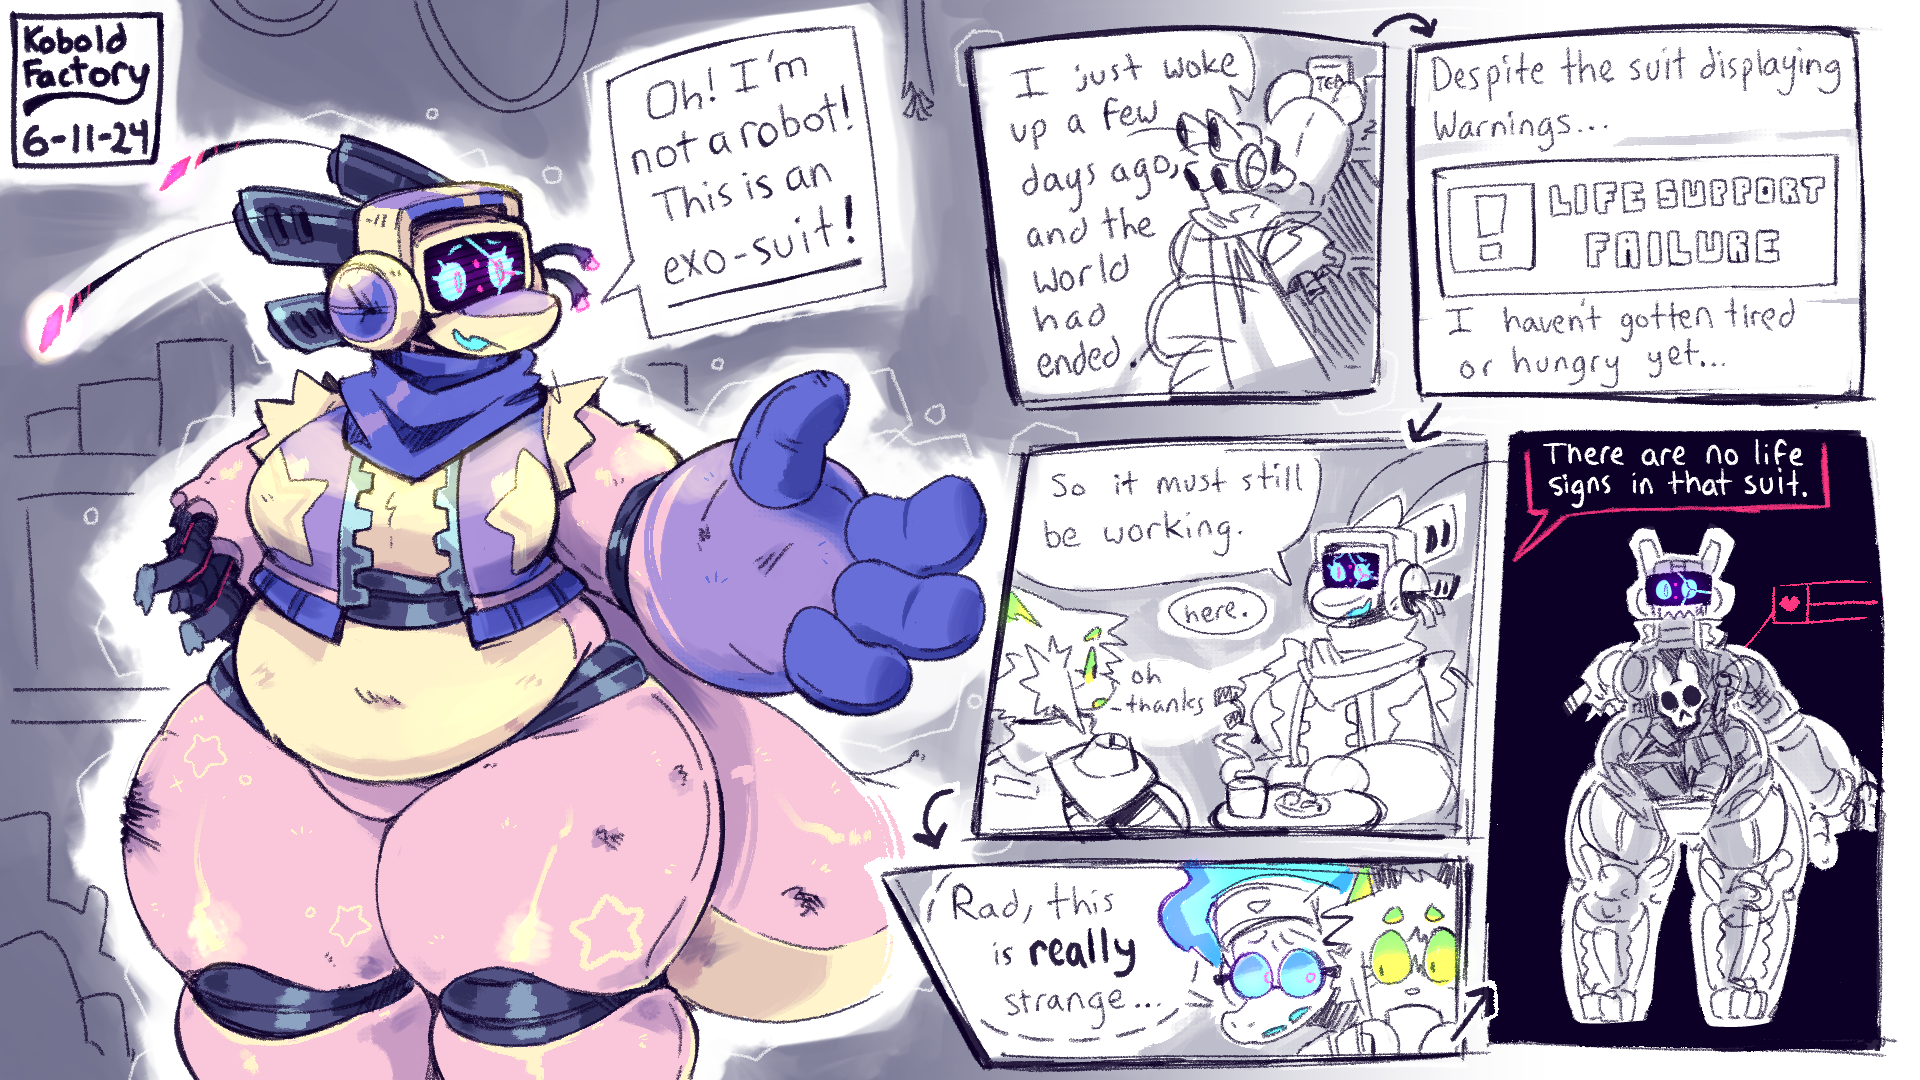 Kobold
Factory
6-11-24
Oh! I'm
not a robot!
This is an
exo-suit!
I just woke
up a few
days ago,
and the
world
had
ended.
TEA
Despite the suit displaying
Warnings...
! LIFE SUPPORT
FAILURE
I haven't gotten tired
or hungry yet...
So it must still
be working.
here.
oh
thanks
Rad, this
is really
strange...
There are no life
signs in that suit.